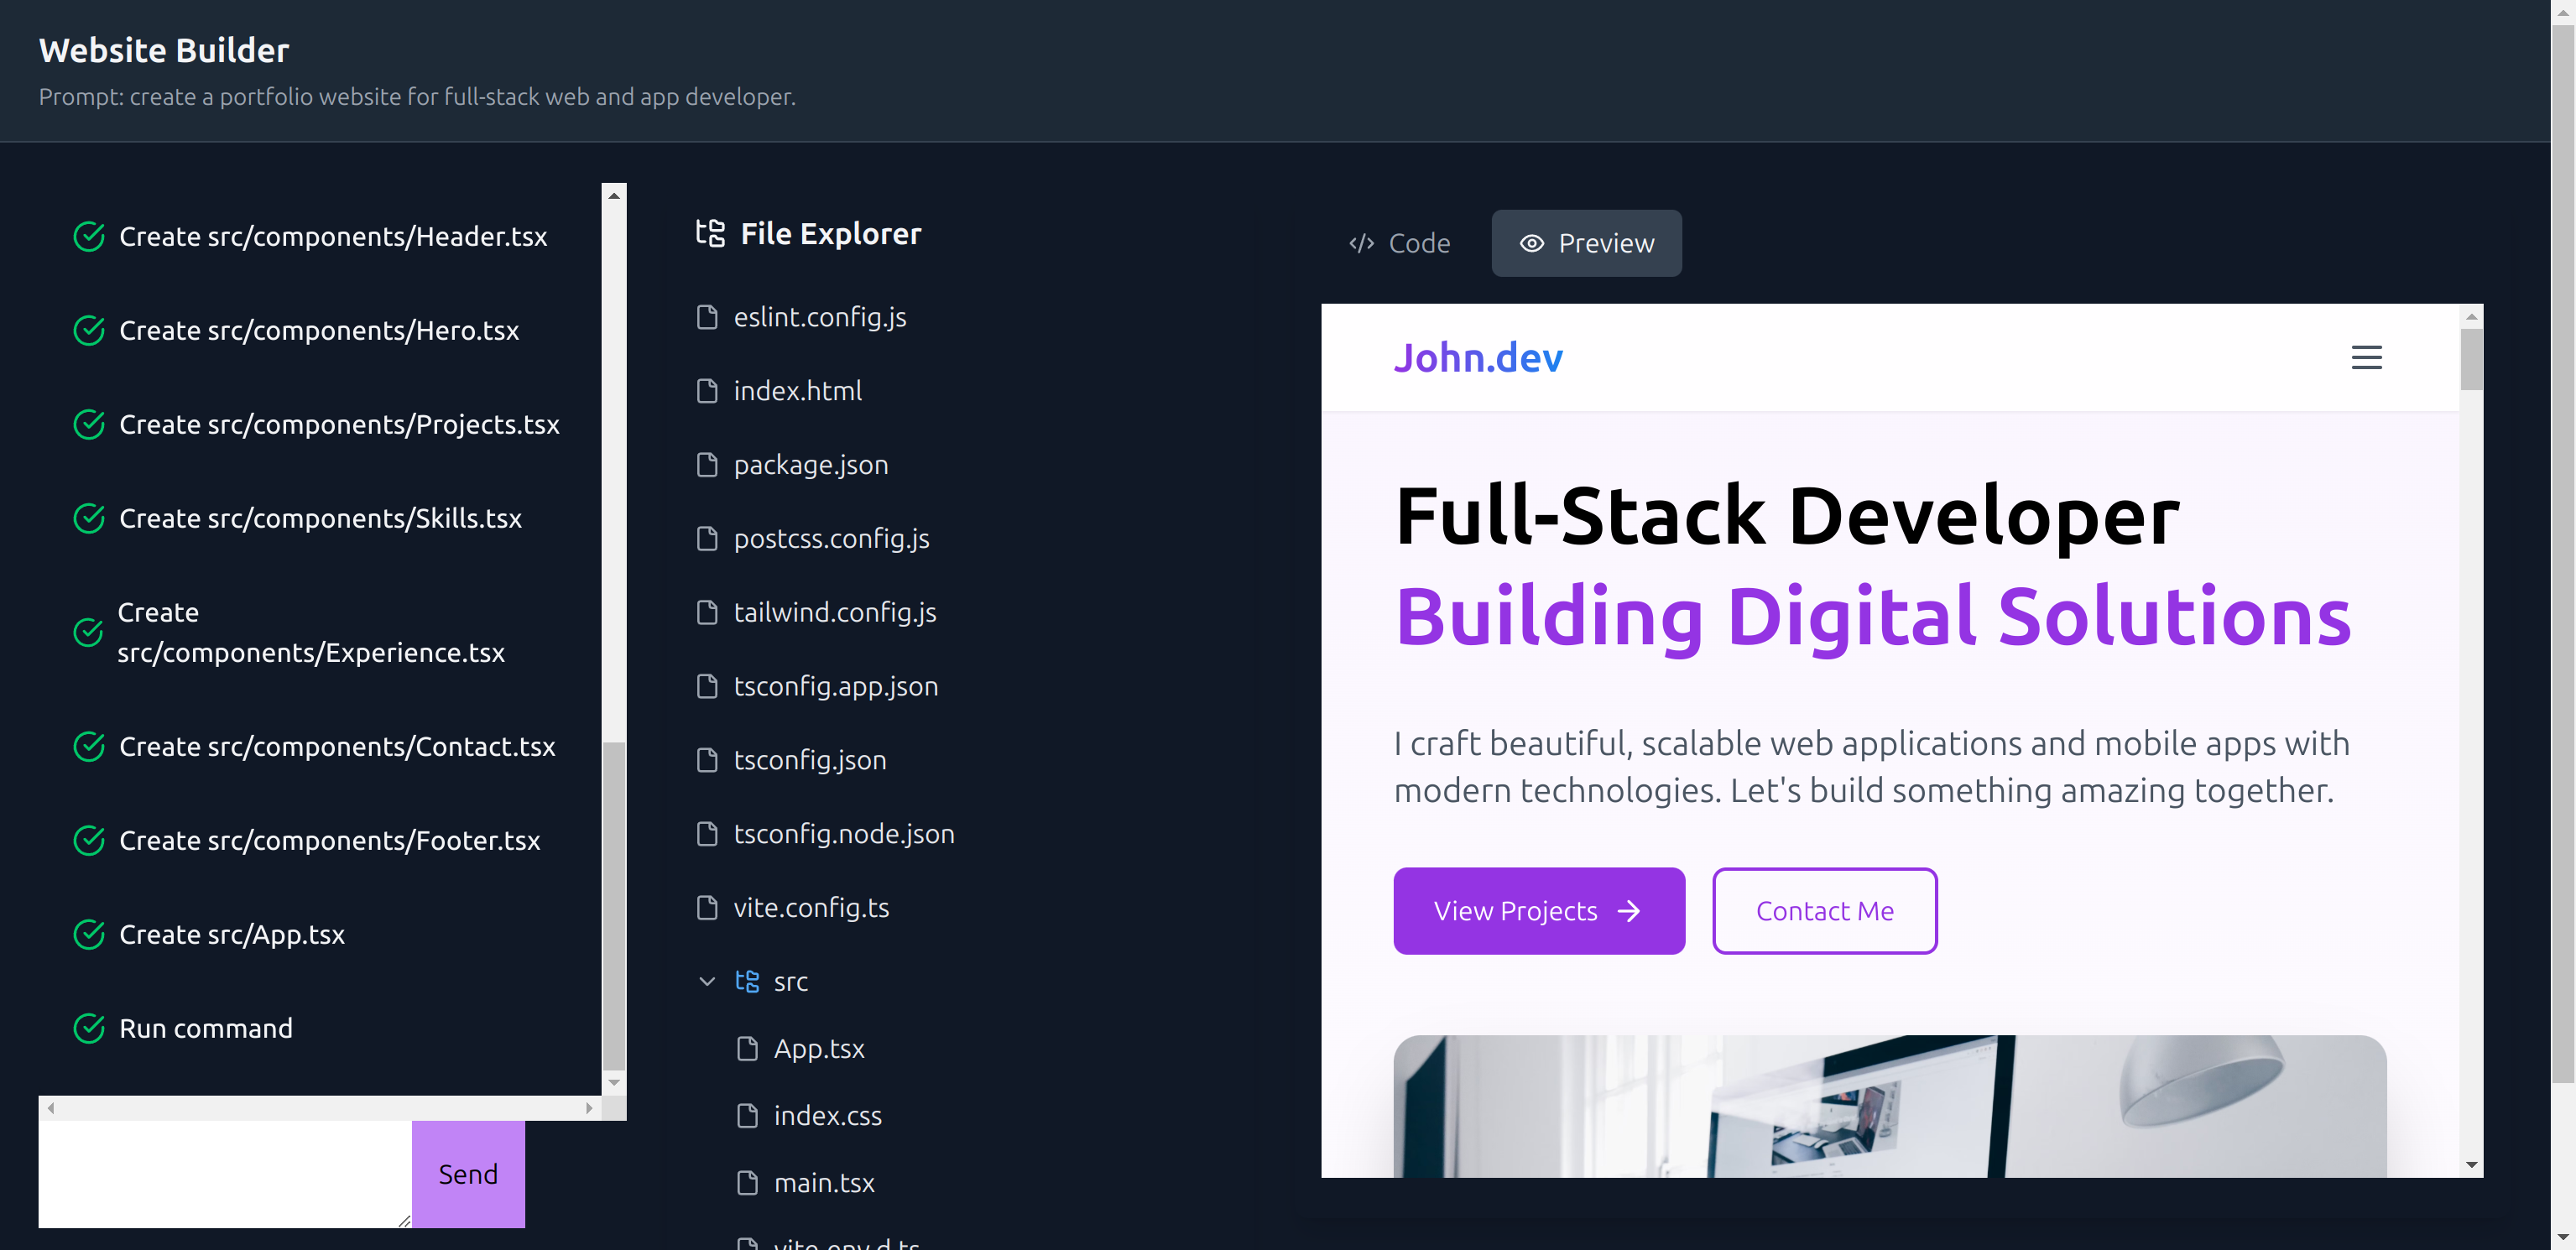 Website Builder
Prompt: create a portfolio website for full-stack web and app developer.
Create src/components/Header.tsx
Create src/components/Hero.tsx
Create src/components/Projects.tsx
Create src/components/Skills.tsx
Create
src/components/Experience.tsx
Create src/components/Contact.tsx
Create src/components/Footer.tsx
Create src/App.tsx
Run command
Send
File Explorer
eslint.config.js
index.html
package.json
postcss.config.js
tailwind.config.js
tsconfig.app.json
tsconfig.json
tsconfig.node.json
vite.config.ts
src
App.tsx
index.css
main.tsx
vite-env.d.ts
</> Code
Preview
John.dev
Full-Stack Developer
Building Digital Solutions
I craft beautiful, scalable web applications and mobile apps with
modern technologies. Let's build something amazing together.
View Projects →
Contact Me